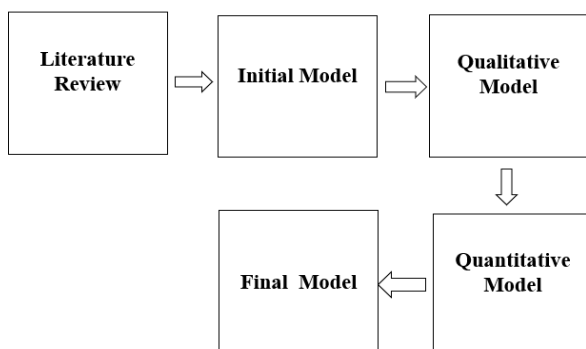 Literature
Review
Initial Model
Qualitative
Model
Quantitative
Model
Final Model